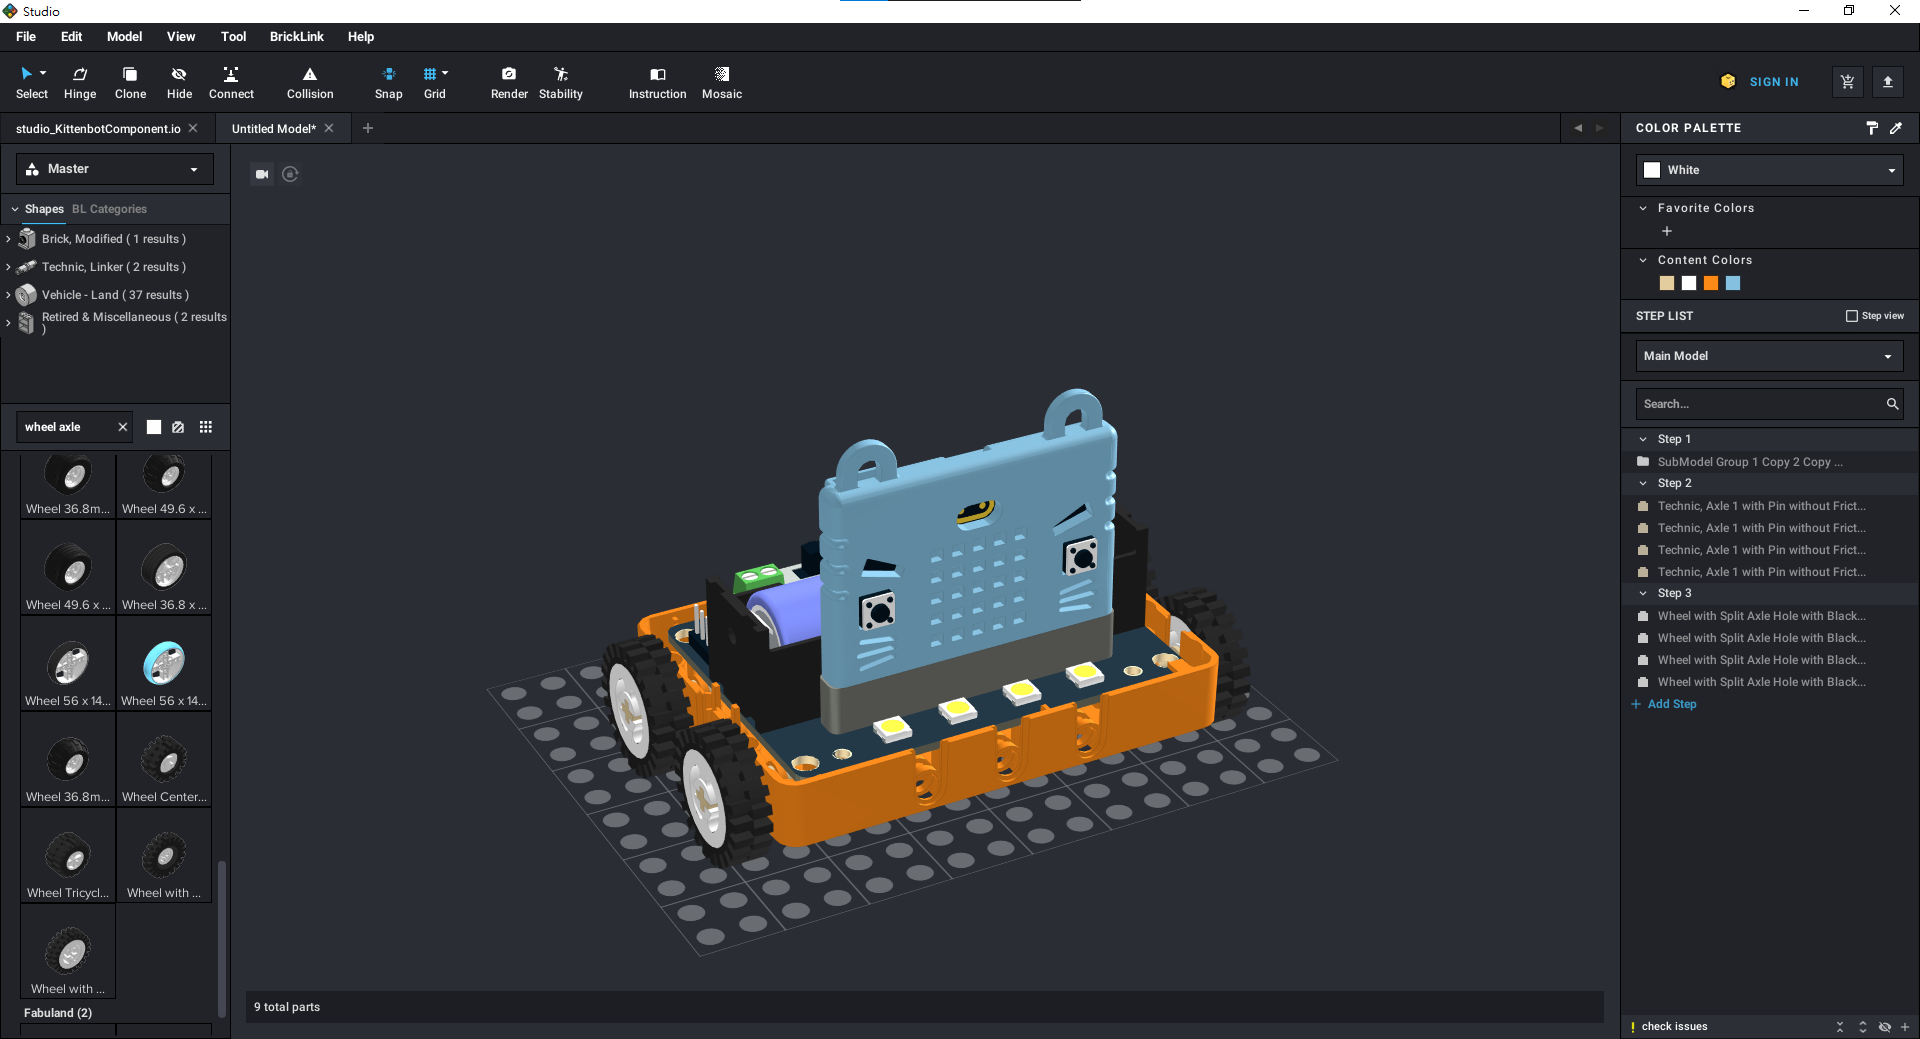 Studio
File Edit Model View Tool BrickLink Help
Select Hinge Clone Hide Connect Collision Snap Grid Render Stability Instruction Mosaic
SIGN IN
studio_KittenbotComponent.io
Untitled Model*
Master
Shapes BL Categories
Brick, Modified ( 1 results )
Technic, Linker ( 2 results )
Vehicle - Land ( 37 results )
Retired & Miscellaneous ( 2 results
)
wheel axle
Wheel 36.8m... Wheel 49.6 x ...
Wheel 49.6 x ... Wheel 36.8 x ...
Wheel 56 x 14... Wheel 56 x 14...
Wheel 36.8m... Wheel Center...
Wheel Tricycl... Wheel with ...
Wheel with ...
Fabuland (2)
9 total parts
COLOR PALETTE
White
Favorite Colors
Content Colors
STEP LIST
Step view
Main Model
Search...
Step 1
SubModel Group 1 Copy 2 Copy ...
Step 2
Technic, Axle 1 with Pin without Frict...
Technic, Axle 1 with Pin without Frict...
Technic, Axle 1 with Pin without Frict...
Technic, Axle 1 with Pin without Frict...
Step 3
Wheel with Split Axle Hole with Black...
Wheel with Split Axle Hole with Black...
Wheel with Split Axle Hole with Black...
Wheel with Split Axle Hole with Black...
Add Step
check issues